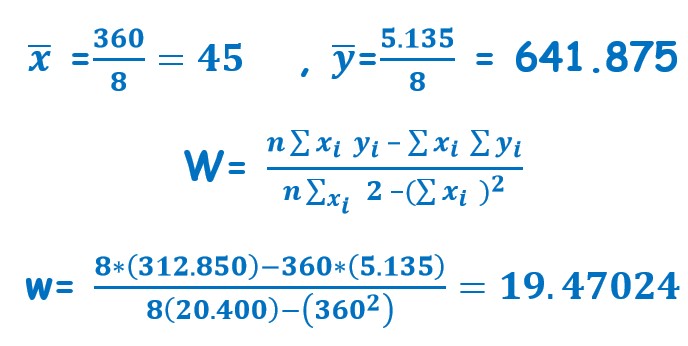 x̅ = 360/8 = 45 , y̅ = 5.135/8 = 641.875
W= (n∑ xᵢ yᵢ - ∑ xᵢ ∑ yᵢ) / (n∑xᵢ 2 -(∑ xᵢ )²)
w= (8*(312.850)−360*(5.135)) / (8(20.400)−(360²)) = 19.47024